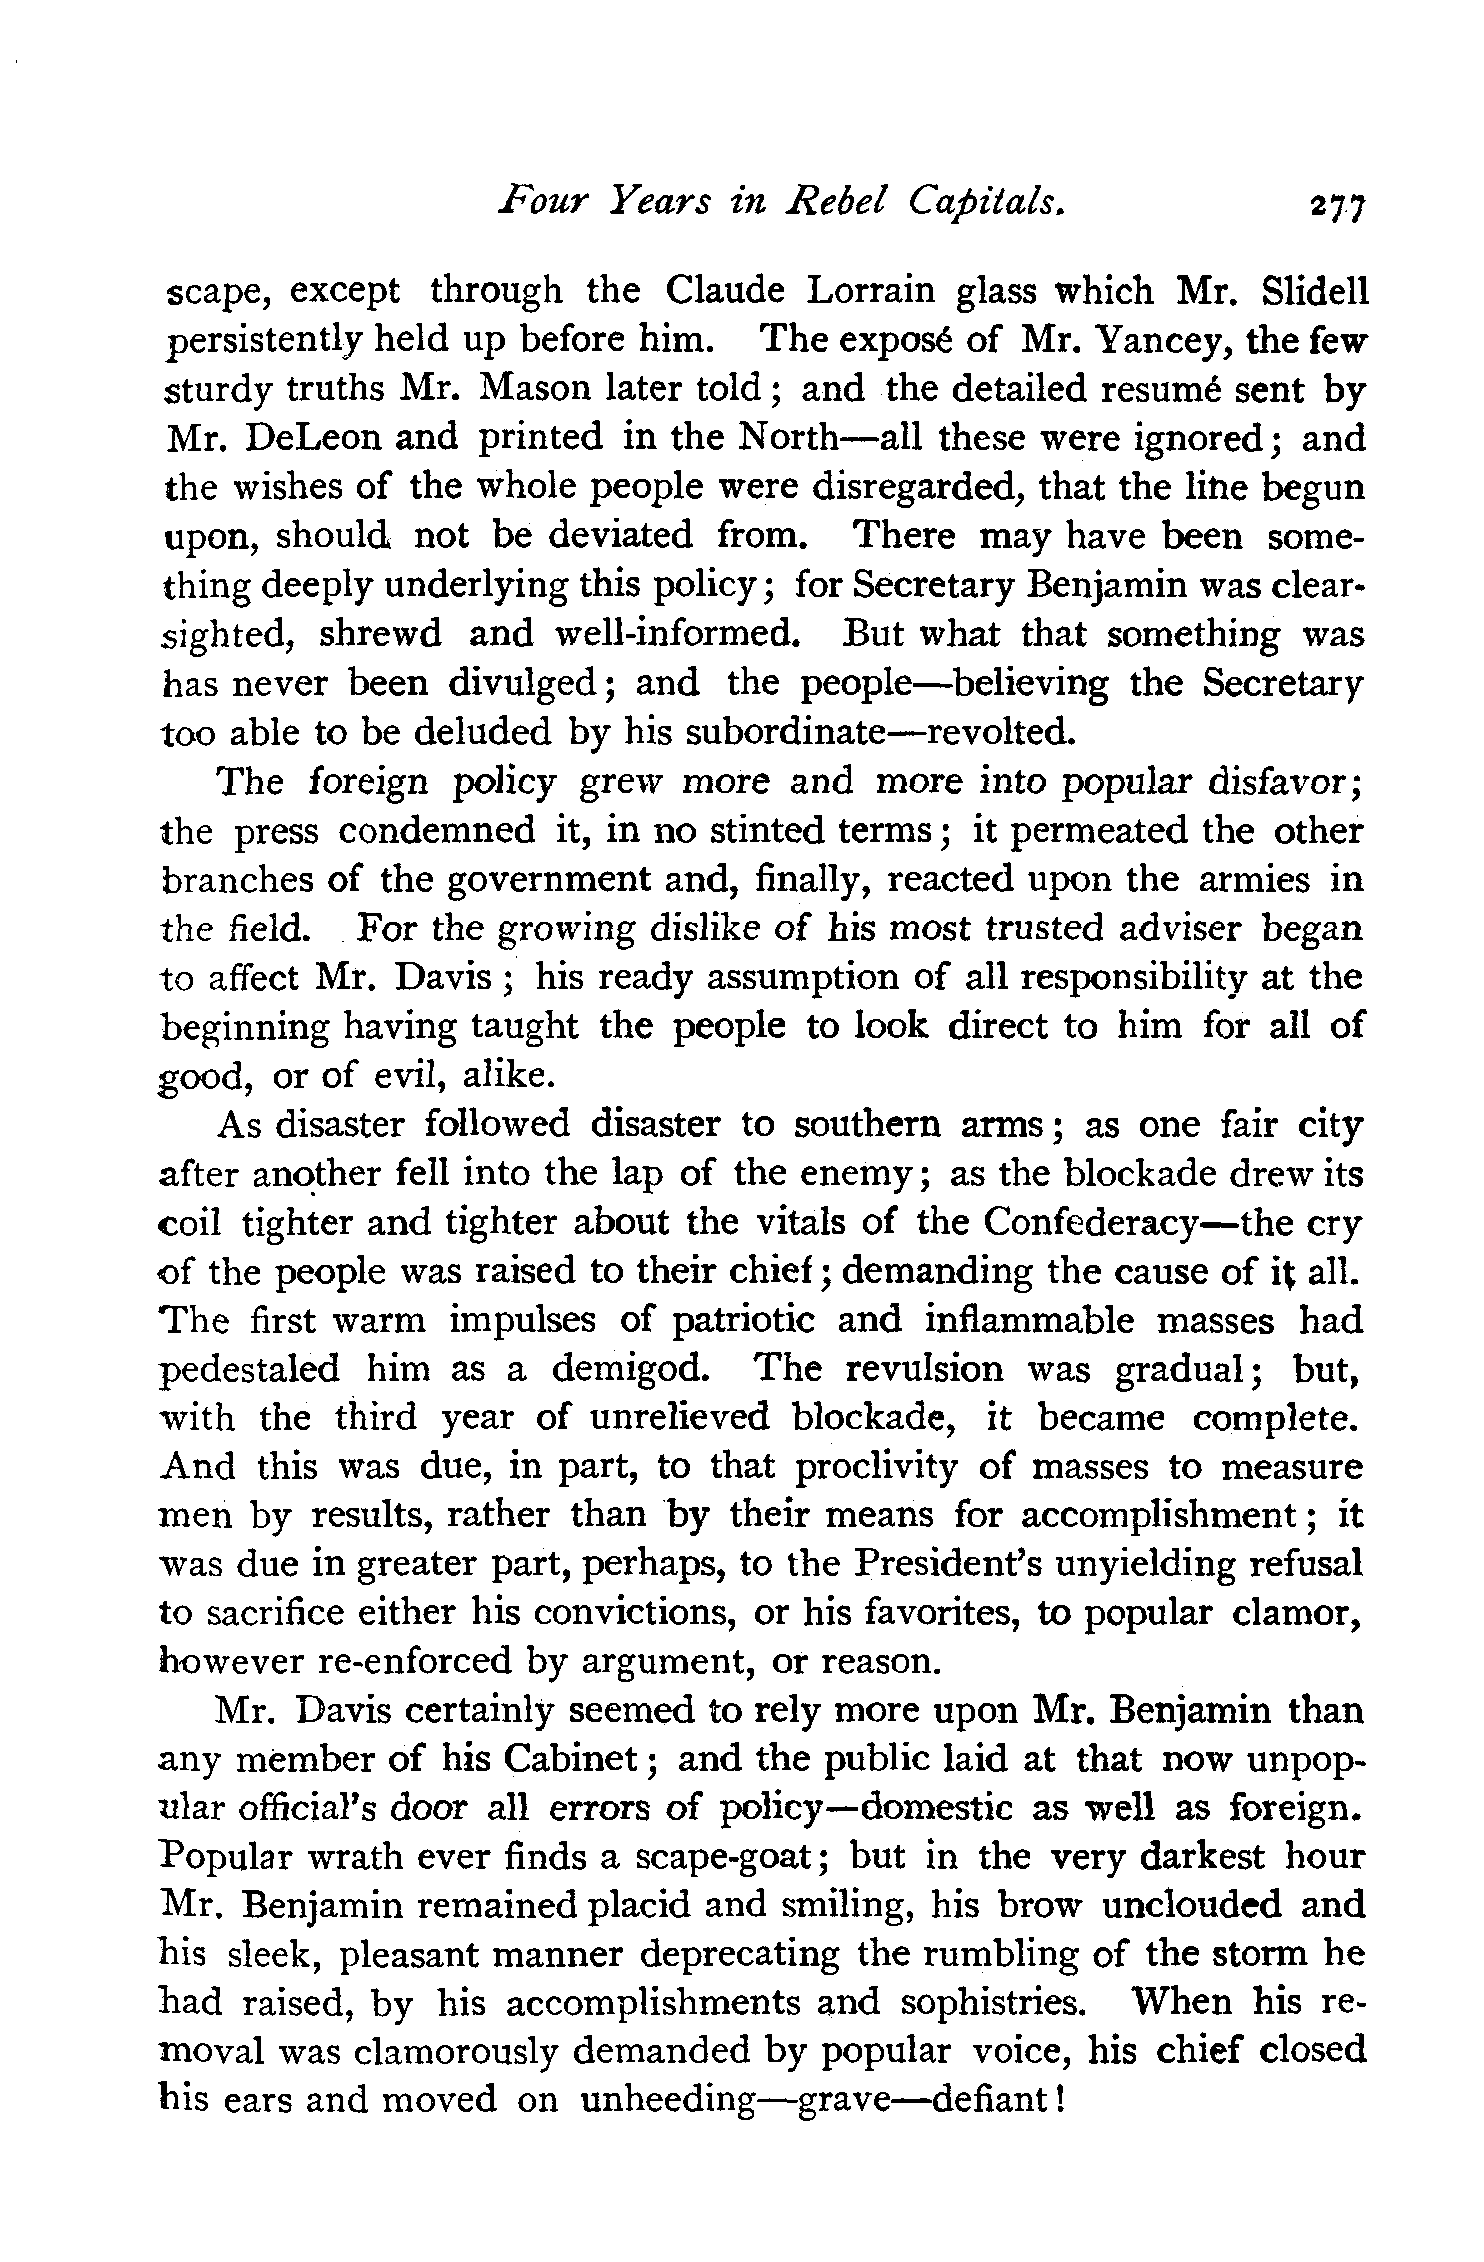 Four Years in Rebel Capitals. 277
scape, except through the Claude Lorrain glass which Mr. Slidell
persistently held up before him. The exposé of Mr. Yancey, the few
sturdy truths Mr. Mason later told ; and the detailed resumé sent by
Mr. DeLeon and printed in the North—all these were ignored ; and
the wishes of the whole people were disregarded, that the line begun
upon, should not be deviated from. There may have been some-
thing deeply underlying this policy ; for Secretary Benjamin was clear-
sighted, shrewd and well-informed. But what that something was
has never been divulged ; and the people—believing the Secretary
too able to be deluded by his subordinate—revolted.
The foreign policy grew more and more into popular disfavor ;
the press condemned it, in no stinted terms ; it permeated the other
branches of the government and, finally, reacted upon the armies in
the field. For the growing dislike of his most trusted adviser began
to affect Mr. Davis ; his ready assumption of all responsibility at the
beginning having taught the people to look direct to him for all of
good, or of evil, alike.
As disaster followed disaster to southern arms ; as one fair city
after another fell into the lap of the enemy ; as the blockade drew its
coil tighter and tighter about the vitals of the Confederacy—the cry
of the people was raised to their chief ; demanding the cause of it all.
The first warm impulses of patriotic and inflammable masses had
pedestaled him as a demigod. The revulsion was gradual ; but,
with the third year of unrelieved blockade, it became complete.
And this was due, in part, to that proclivity of masses to measure
men by results, rather than by their means for accomplishment ; it
was due in greater part, perhaps, to the President's unyielding refusal
to sacrifice either his convictions, or his favorites, to popular clamor,
however re-enforced by argument, or reason.
Mr. Davis certainly seemed to rely more upon Mr. Benjamin than
any member of his Cabinet ; and the public laid at that now unpop-
ular official's door all errors of policy—domestic as well as foreign.
Popular wrath ever finds a scape-goat ; but in the very darkest hour
Mr. Benjamin remained placid and smiling, his brow unclouded and
his sleek, pleasant manner deprecating the rumbling of the storm he
had raised, by his accomplishments and sophistries. When his re-
moval was clamorously demanded by popular voice, his chief closed
his ears and moved on unheeding—grave—defiant !